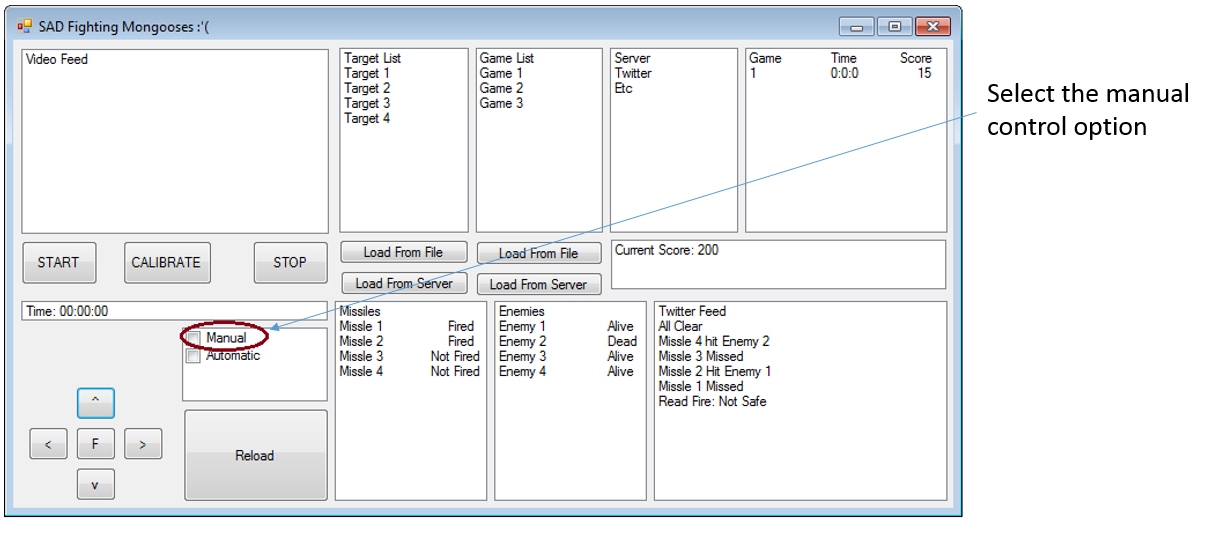 SAD Fighting Mongooses :'(
Video Feed
Target List
Target 1
Target 2
Target 3
Target 4
Game List
Game 1
Game 2
Game 3
Server
Twitter
Etc
Game Time Score
1 0:0:0 15
Select the manual
control option
START
CALIBRATE
STOP
Load From File
Load From Server
Load From File
Load From Server
Current Score: 200
Time: 00:00:00
Manual
Automatic
^
<
F
>
v
Reload
Missiles
Missle 1 Fired
Missle 2 Fired
Missle 3 Not Fired
Missle 4 Not Fired
Enemies
Enemy 1 Alive
Enemy 2 Dead
Enemy 3 Alive
Enemy 4 Alive
Twitter Feed
All Clear
Missle 4 hit Enemy 2
Missle 3 Missed
Missle 2 Hit Enemy 1
Missle 1 Missed
Read Fire: Not Safe